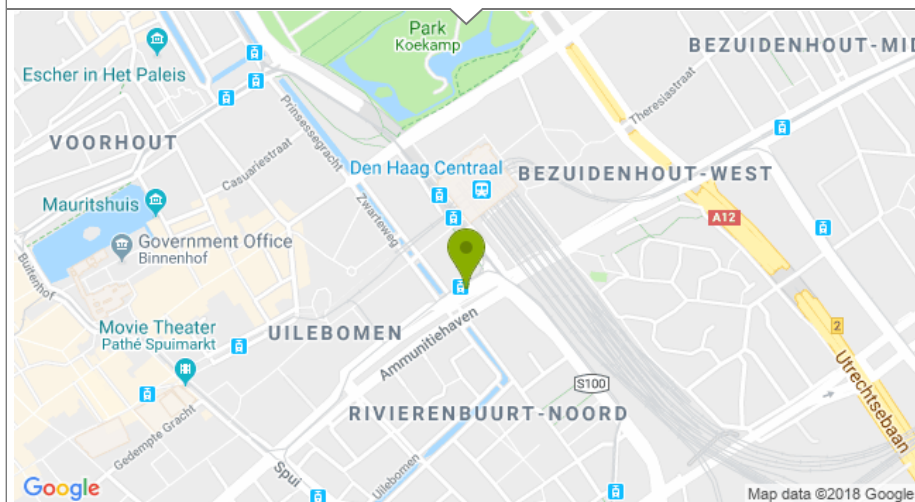 Park
Koekamp
BEZUIDENHOUT-MID
Escher in Het Paleis
Theresiastraat
Prinsessegracht
VOORHOUT
Casuariestraat
Den Haag Centraal
BEZUIDENHOUT-WEST
Zwarteweg
Mauritshuis
A12
Government Office
Binnenhof
Buitenhof
Movie Theater
Pathé Spuimarkt
UILEBOMEN
Ammunitiehaven
2
Utrechtsebaan
S100
RIVIERENBUURT-NOORD
Gedempte Gracht
Spui
Uilebomen
Google
Map data ©2018 Google